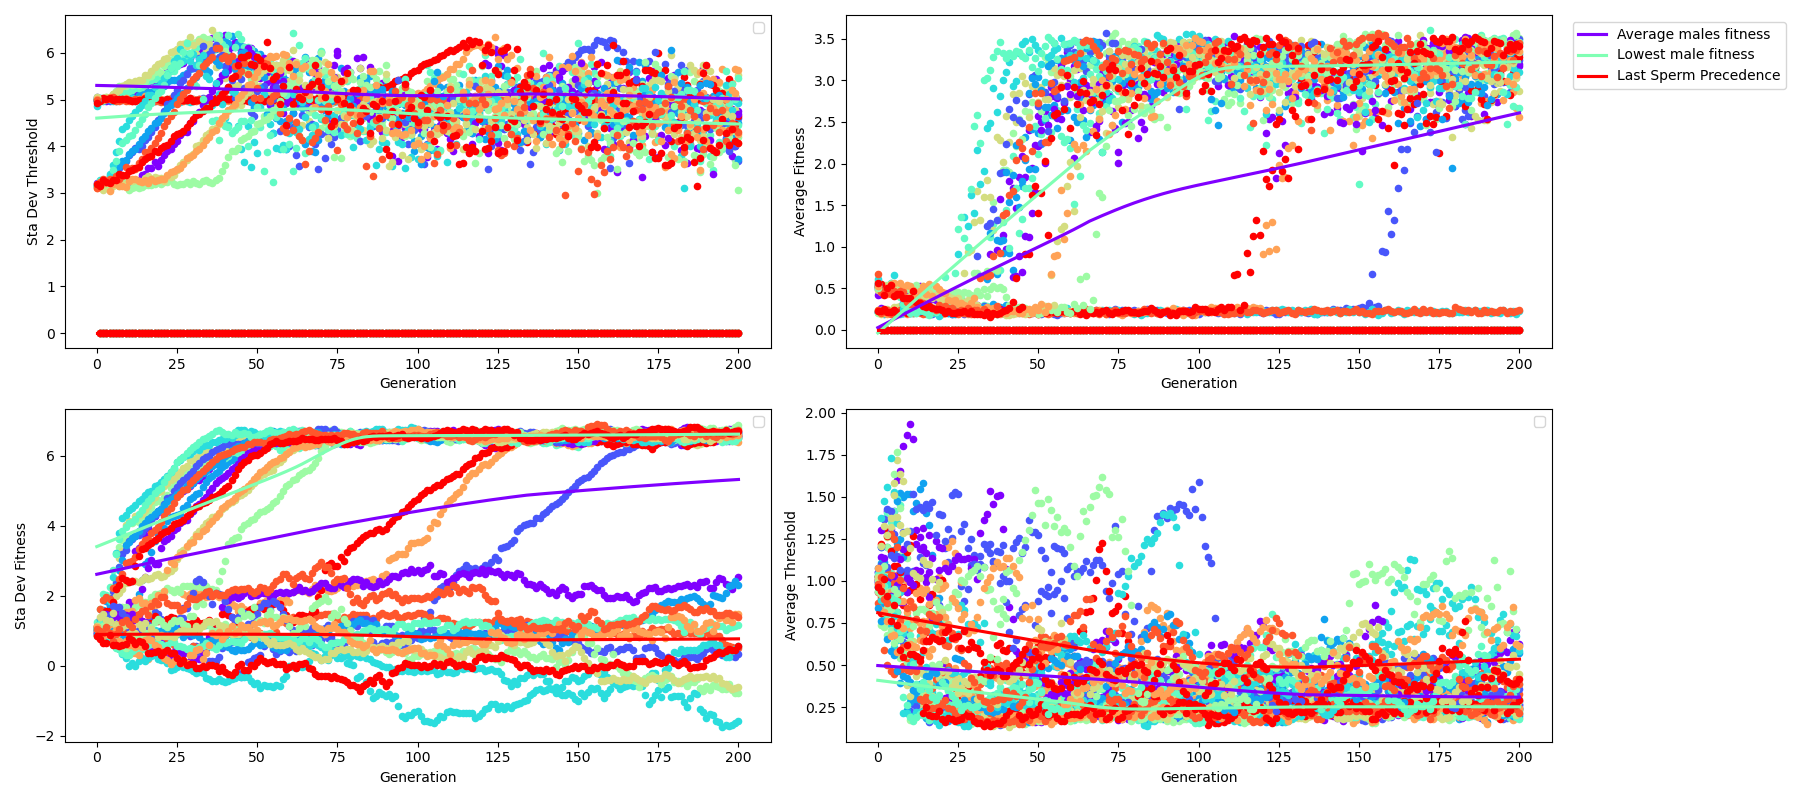 Sta Dev Threshold
6
5
4
3
2
1
0
0 25 50 75 100 125 150 175 200
Generation
Average Fitness
3.5
3.0
2.5
2.0
1.5
1.0
0.5
0.0
0 25 50 75 100 125 150 175 200
Generation
Average males fitness
Lowest male fitness
Last Sperm Precedence
Sta Dev Fitness
6
4
2
0
−2
0 25 50 75 100 125 150 175 200
Generation
Average Threshold
2.00
1.75
1.50
1.25
1.00
0.75
0.50
0.25
0 25 50 75 100 125 150 175 200
Generation